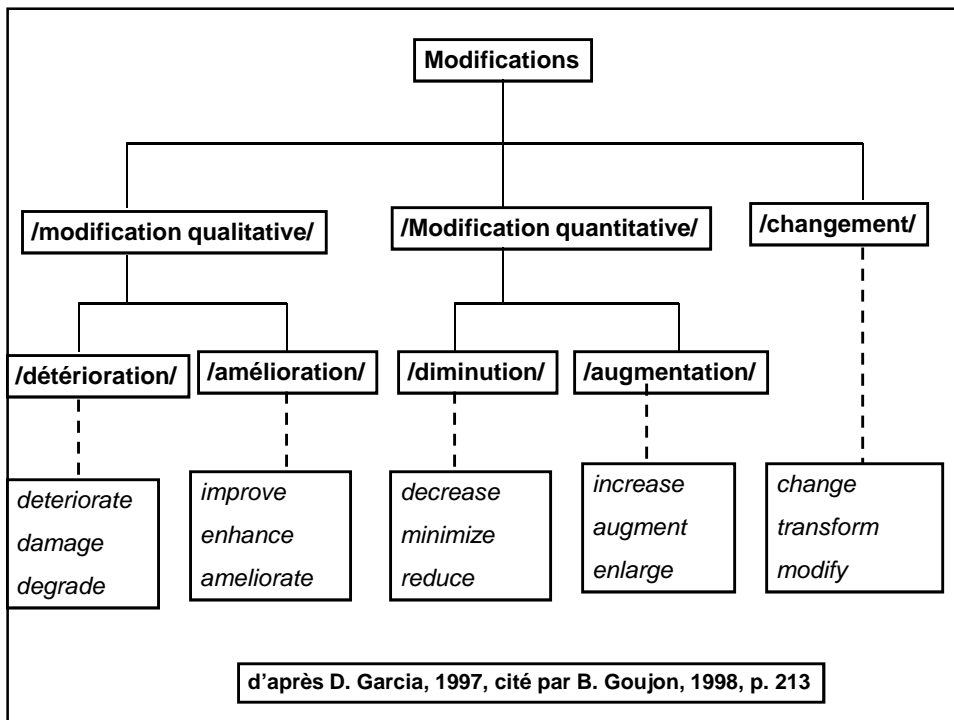 Modifications
/modification qualitative/
/Modification quantitative/
/changement/
/détérioration/
/amélioration/
/diminution/
/augmentation/
deteriorate
damage
degrade
improve
enhance
ameliorate
decrease
minimize
reduce
increase
augment
enlarge
change
transform
modify
d'après D. Garcia, 1997, cité par B. Goujon, 1998, p. 213